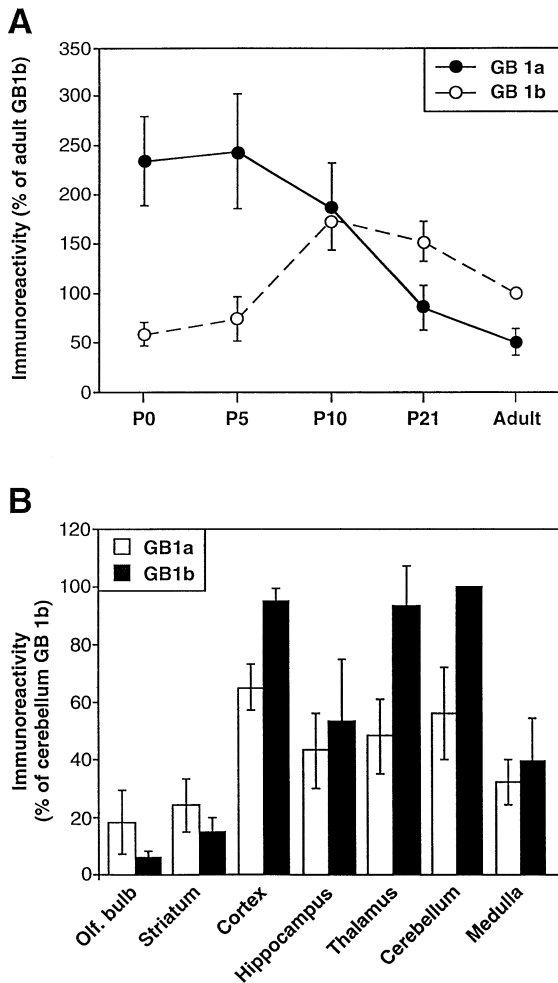 A
Immunoreactivity (% of adult GB1b)
350
300
250
200
150
100
50
0
GB 1a
GB 1b
P0 P5 P10 P21 Adult
B
Immunoreactivity
(% of cerebellum GB 1b)
120
100
80
60
40
20
0
GB1a
GB1b
Olf. bulb
Striatum
Cortex
Hippocampus
Thalamus
Cerebellum
Medulla